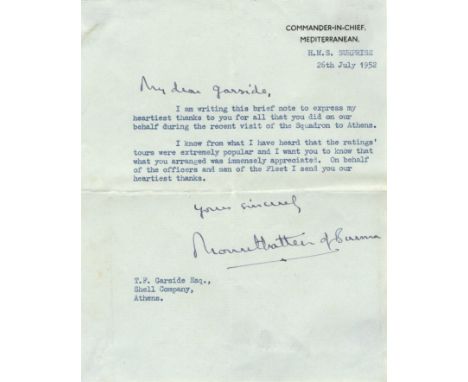 COMMANDER-IN-CHIEF.
MEDITERRANEAN.
H.M.S. SURPRISE
26th July 1952
My dear Garside,
I am writing this brief note to express my
heartiest thanks to you for all that you did on our
behalf during the recent visit of the Squadron to Athens.
I know from what I have heard that the ratings'
tours were extremely popular and I want you to know that
what you arranged was immensely appreciated. On behalf
of the officers and men of the Fleet I send you our
heartiest thanks.
Yours sincerely
Mountbatten of Burma
T.F. Garside Esq.,
Shell Company,
Athens.